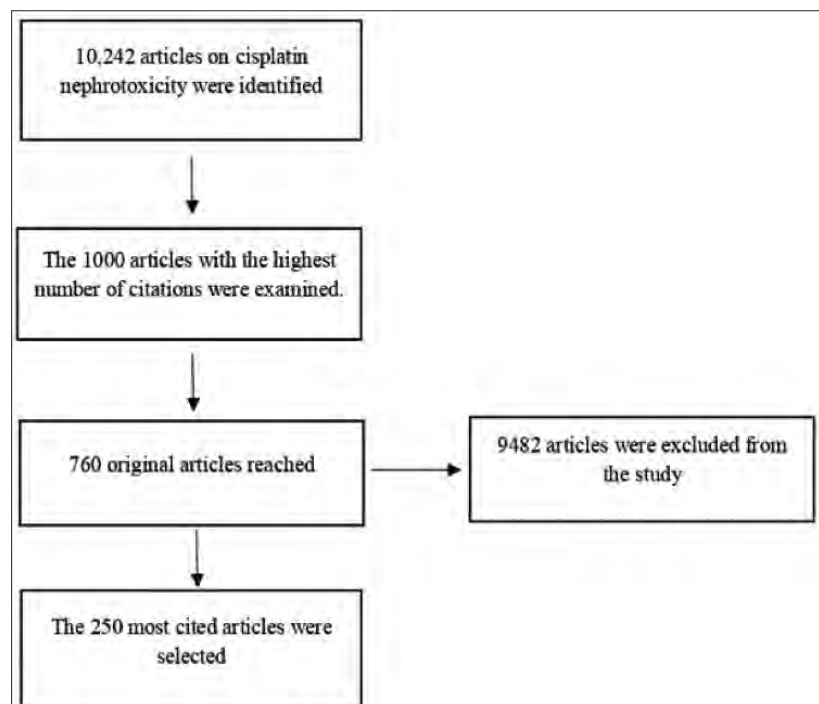 10,242 articles on cisplatin
nephrotoxicity were identified
The 1000 articles with the highest
number of citations were examined.
760 original articles reached
9482 articles were excluded from
the study
The 250 most cited articles were
selected